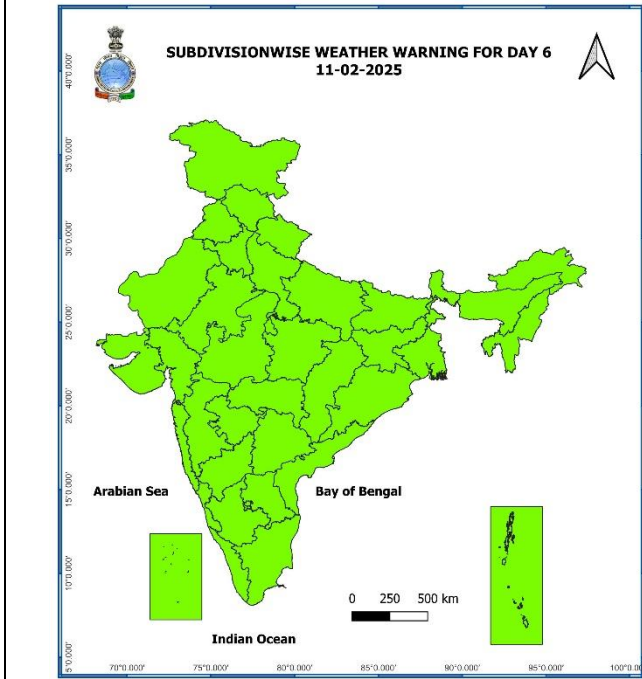 SUBDIVISIONWISE WEATHER WARNING FOR DAY 6
11-02-2025
40°0.000'
35°0.000'
30°0.000'
25°0.000'
20°0.000'
15°0.000'
10°0.000'
5°0.000'
Arabian Sea
Bay of Bengal
0 250 500 km
Indian Ocean
70°0.000' 75°0.000' 80°0.000' 85°0.000' 90°0.000' 95°0.000' 100°0.0